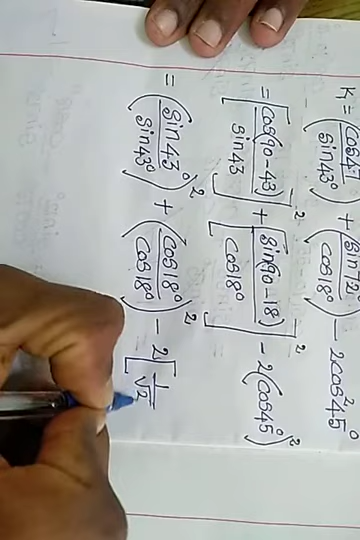 K = (cos47°/sin43°)² + (sin72°/cos18°)² - 2cos²45°
= [cos(90-43)/sin43]² + [sin(90-18)/cos18°]² - 2(cos45°)²
= (sin43°/sin43°)² + (cos18°/cos18°)² - 2[1/√2